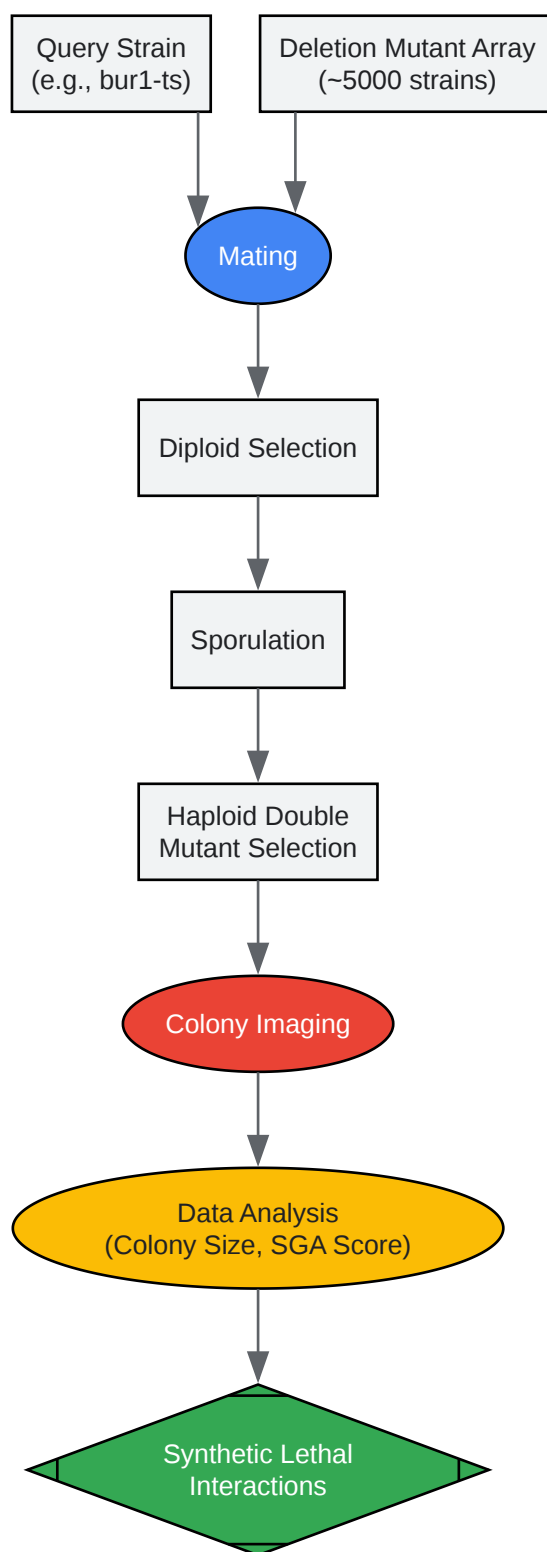 Query Strain
(e.g., bur1-ts)
Deletion Mutant Array
(~5000 strains)
Mating
Diploid Selection
Sporulation
Haploid Double
Mutant Selection
Colony Imaging
Data Analysis
(Colony Size, SGA Score)
Synthetic Lethal
Interactions